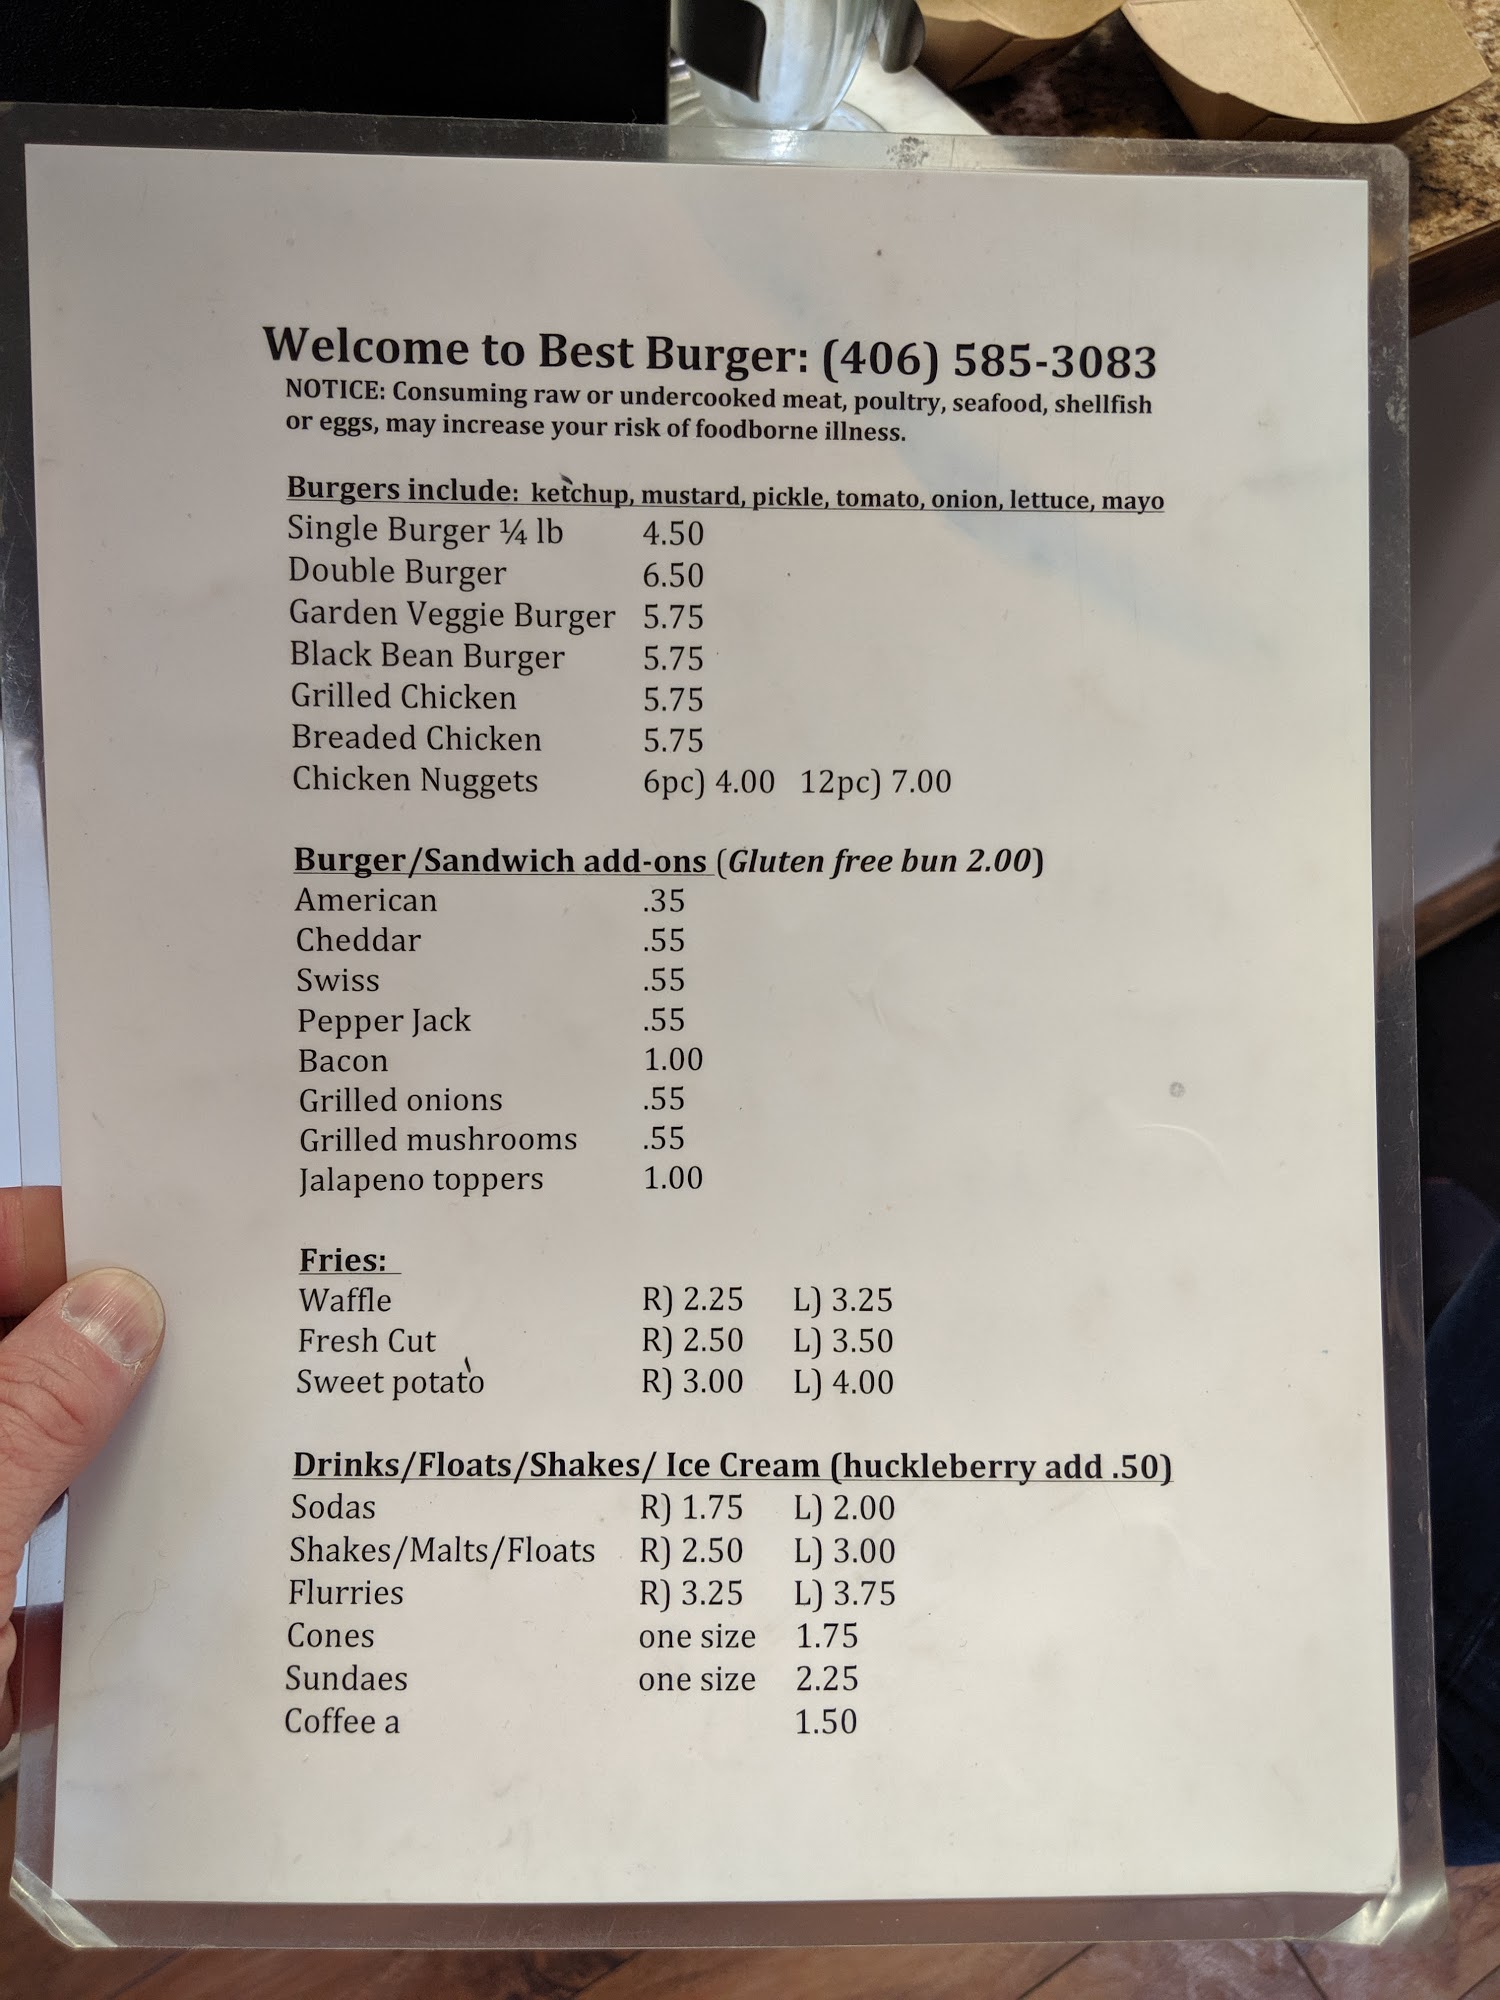 Welcome to Best Burger: (406) 585-3083
NOTICE: Consuming raw or undercooked meat, poultry, seafood, shellfish
or eggs, may increase your risk of foodborne illness.
Burgers include: ketchup, mustard, pickle, tomato, onion, lettuce, mayo
Single Burger ¼ lb 4.50
Double Burger 6.50
Garden Veggie Burger 5.75
Black Bean Burger 5.75
Grilled Chicken 5.75
Breaded Chicken 5.75
Chicken Nuggets 6pc) 4.00 12pc) 7.00
Burger/Sandwich add-ons (Gluten free bun 2.00)
American .35
Cheddar .55
Swiss .55
Pepper Jack .55
Bacon 1.00
Grilled onions .55
Grilled mushrooms .55
Jalapeno toppers 1.00
Fries:
Waffle R) 2.25 L) 3.25
Fresh Cut R) 2.50 L) 3.50
Sweet potato R) 3.00 L) 4.00
Drinks/Floats/Shakes/ Ice Cream (huckleberry add .50)
Sodas R) 1.75 L) 2.00
Shakes/Malts/Floats R) 2.50 L) 3.00
Flurries R) 3.25 L) 3.75
Cones one size 1.75
Sundaes one size 2.25
Coffee a 1.50